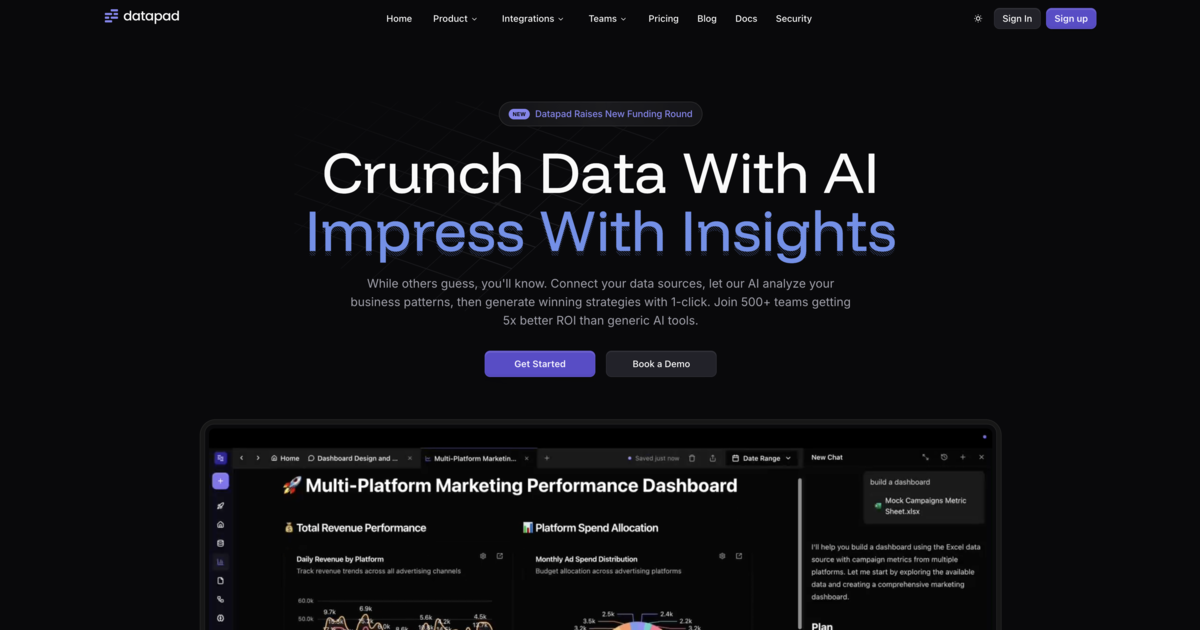 datapad
Home Product Integrations Teams Pricing Blog Docs Security
Sign In Sign up
NEW Datapad Raises New Funding Round
Crunch Data With AI
Impress With Insights
While others guess, you'll know. Connect your data sources, let our AI analyze your
business patterns, then generate winning strategies with 1-click. Join 500+ teams getting
5x better ROI than generic AI tools.
Get Started Book a Demo
Home Dashboard Design and ... Multi-Platform Marketin... Saved just now Date Range
New Chat
🚀 Multi-Platform Marketing Performance Dashboard
💰 Total Revenue Performance
📊 Platform Spend Allocation
Daily Revenue by Platform
Track revenue trends across all advertising channels
60.0k
50.0k
9.7k 6.9k 5.6k 4.5k
Monthly Ad Spend Distribution
Budget allocation across advertising platforms
2.5k 2.4k
3.5k 2.2k
3.2k 3.2k
build a dashboard
Mock Campaigns Metric
Sheet.xlsx
I'll help you build a dashboard using the Excel data
source with campaign metrics from multiple
platforms. Let me start by exploring the available
data and creating a comprehensive marketing
dashboard.
Plan